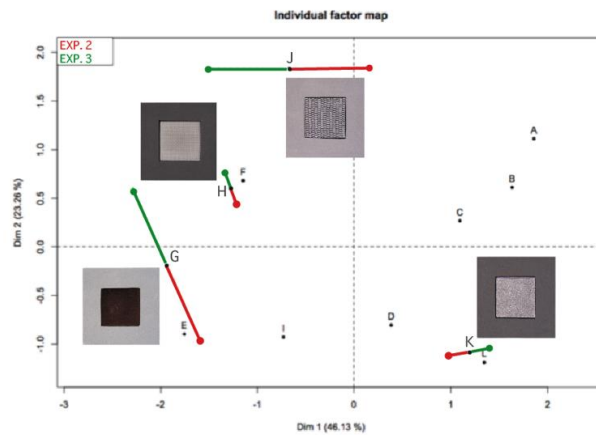 Individual factor map
EXP.2
EXP.3
2.0
1.5
1.0
0.5
0.0
-0.5
-1.0
Dim 2 (23.26 %)
J
A
F
B
H
C
G
E
I
D
K
L
-3
-2
-1
0
1
2
Dim 1 (46.13 %)